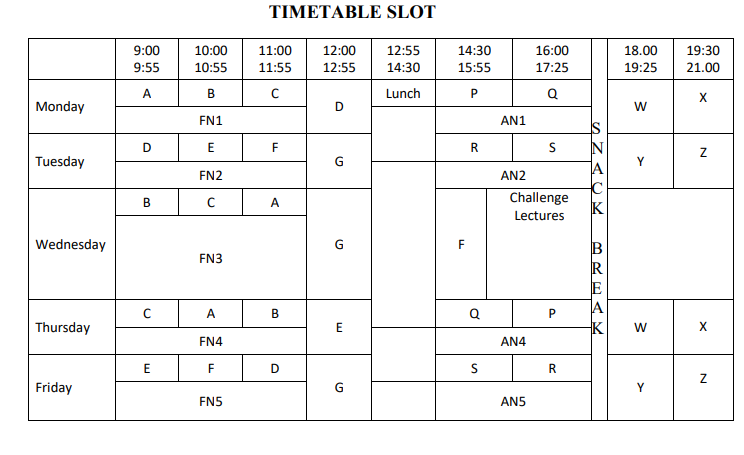 TIMETABLE SLOT
9:00 10:00 11:00 12:00 12:55 14:30 16:00 18.00 19:30
9:55 10:55 11:55 12:55 14:30 15:55 17:25 19:25 21.00
Monday A B C D Lunch P Q W X
FN1 AN1
Tuesday D E F G R S Y Z
FN2 AN2
Wednesday B C A G F Challenge
Lectures
FN3
Thursday C A B E Q P W X
FN4 AN4
Friday E F D G S R Y Z
FN5 AN5
SNACK BREAK